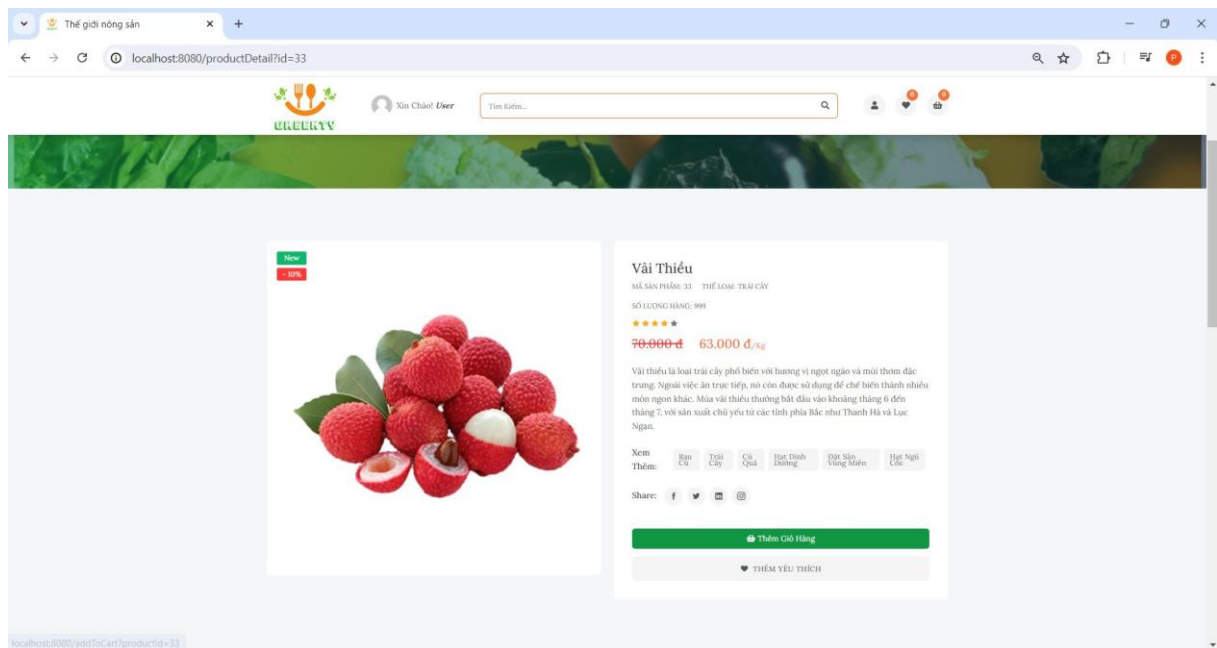 Thế giới nông sản
localhost:8080/productDetail?id=33
P
GREENTY
Xin Chào! User
Tìm Kiếm...
0
0
New
- 10%
Vải Thiều
MÃ SẢN PHẨM: 33 THỂ LOẠI: TRÁI CÂY
SỐ LƯỢNG HÀNG: 999
70.000 đ 63.000 đ/Kg
Vải thiều là loại trái cây phổ biến với hương vị ngọt ngào và mùi thơm đặc
trưng. Ngoài việc ăn trực tiếp, nó còn được sử dụng để chế biến thành nhiều
món ngon khác. Mùa vải thiều thường bắt đầu vào khoảng tháng 6 đến
tháng 7, với sản xuất chủ yếu từ các tỉnh phía Bắc như Thanh Hà và Lục
Ngạn.
Xem
Thêm:
Rau
Củ
Trái
Cây
Củ
Quả
Hạt Dinh
Dưỡng
Đặt Sản
Vùng Miền
Hạt Ngũ
Cốc
Share:
Thêm Giỏ Hàng
THÊM YÊU THÍCH
localhost:8080/addToCart?productId=33